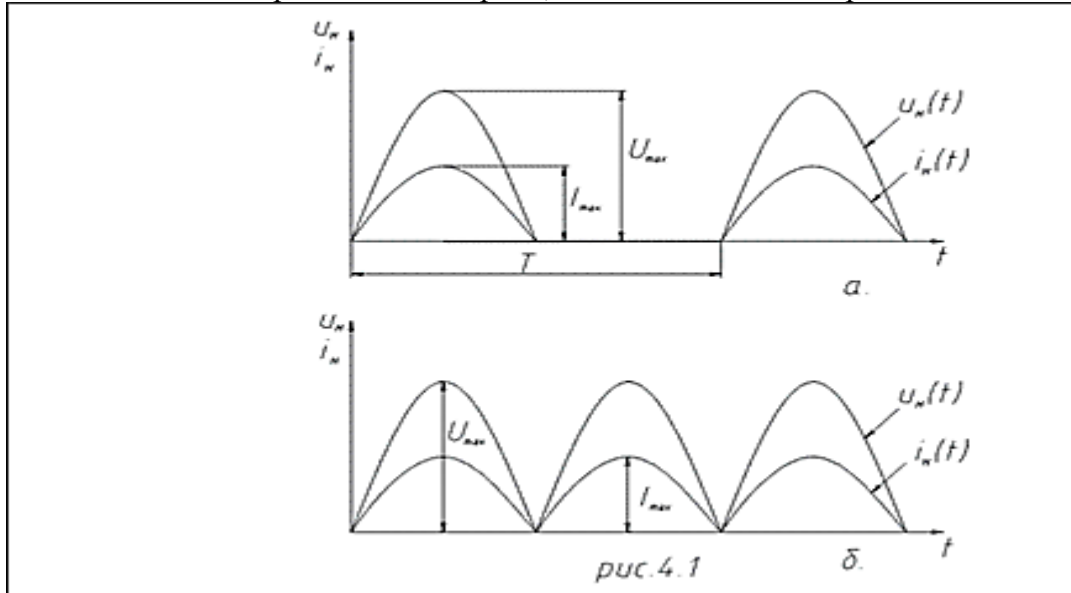 uн
iн
uн(t)
Umax
iн(t)
Imax
T
t
а.
uн
iн
uн(t)
Umax
iн(t)
Imax
t
рис.4.1
б.